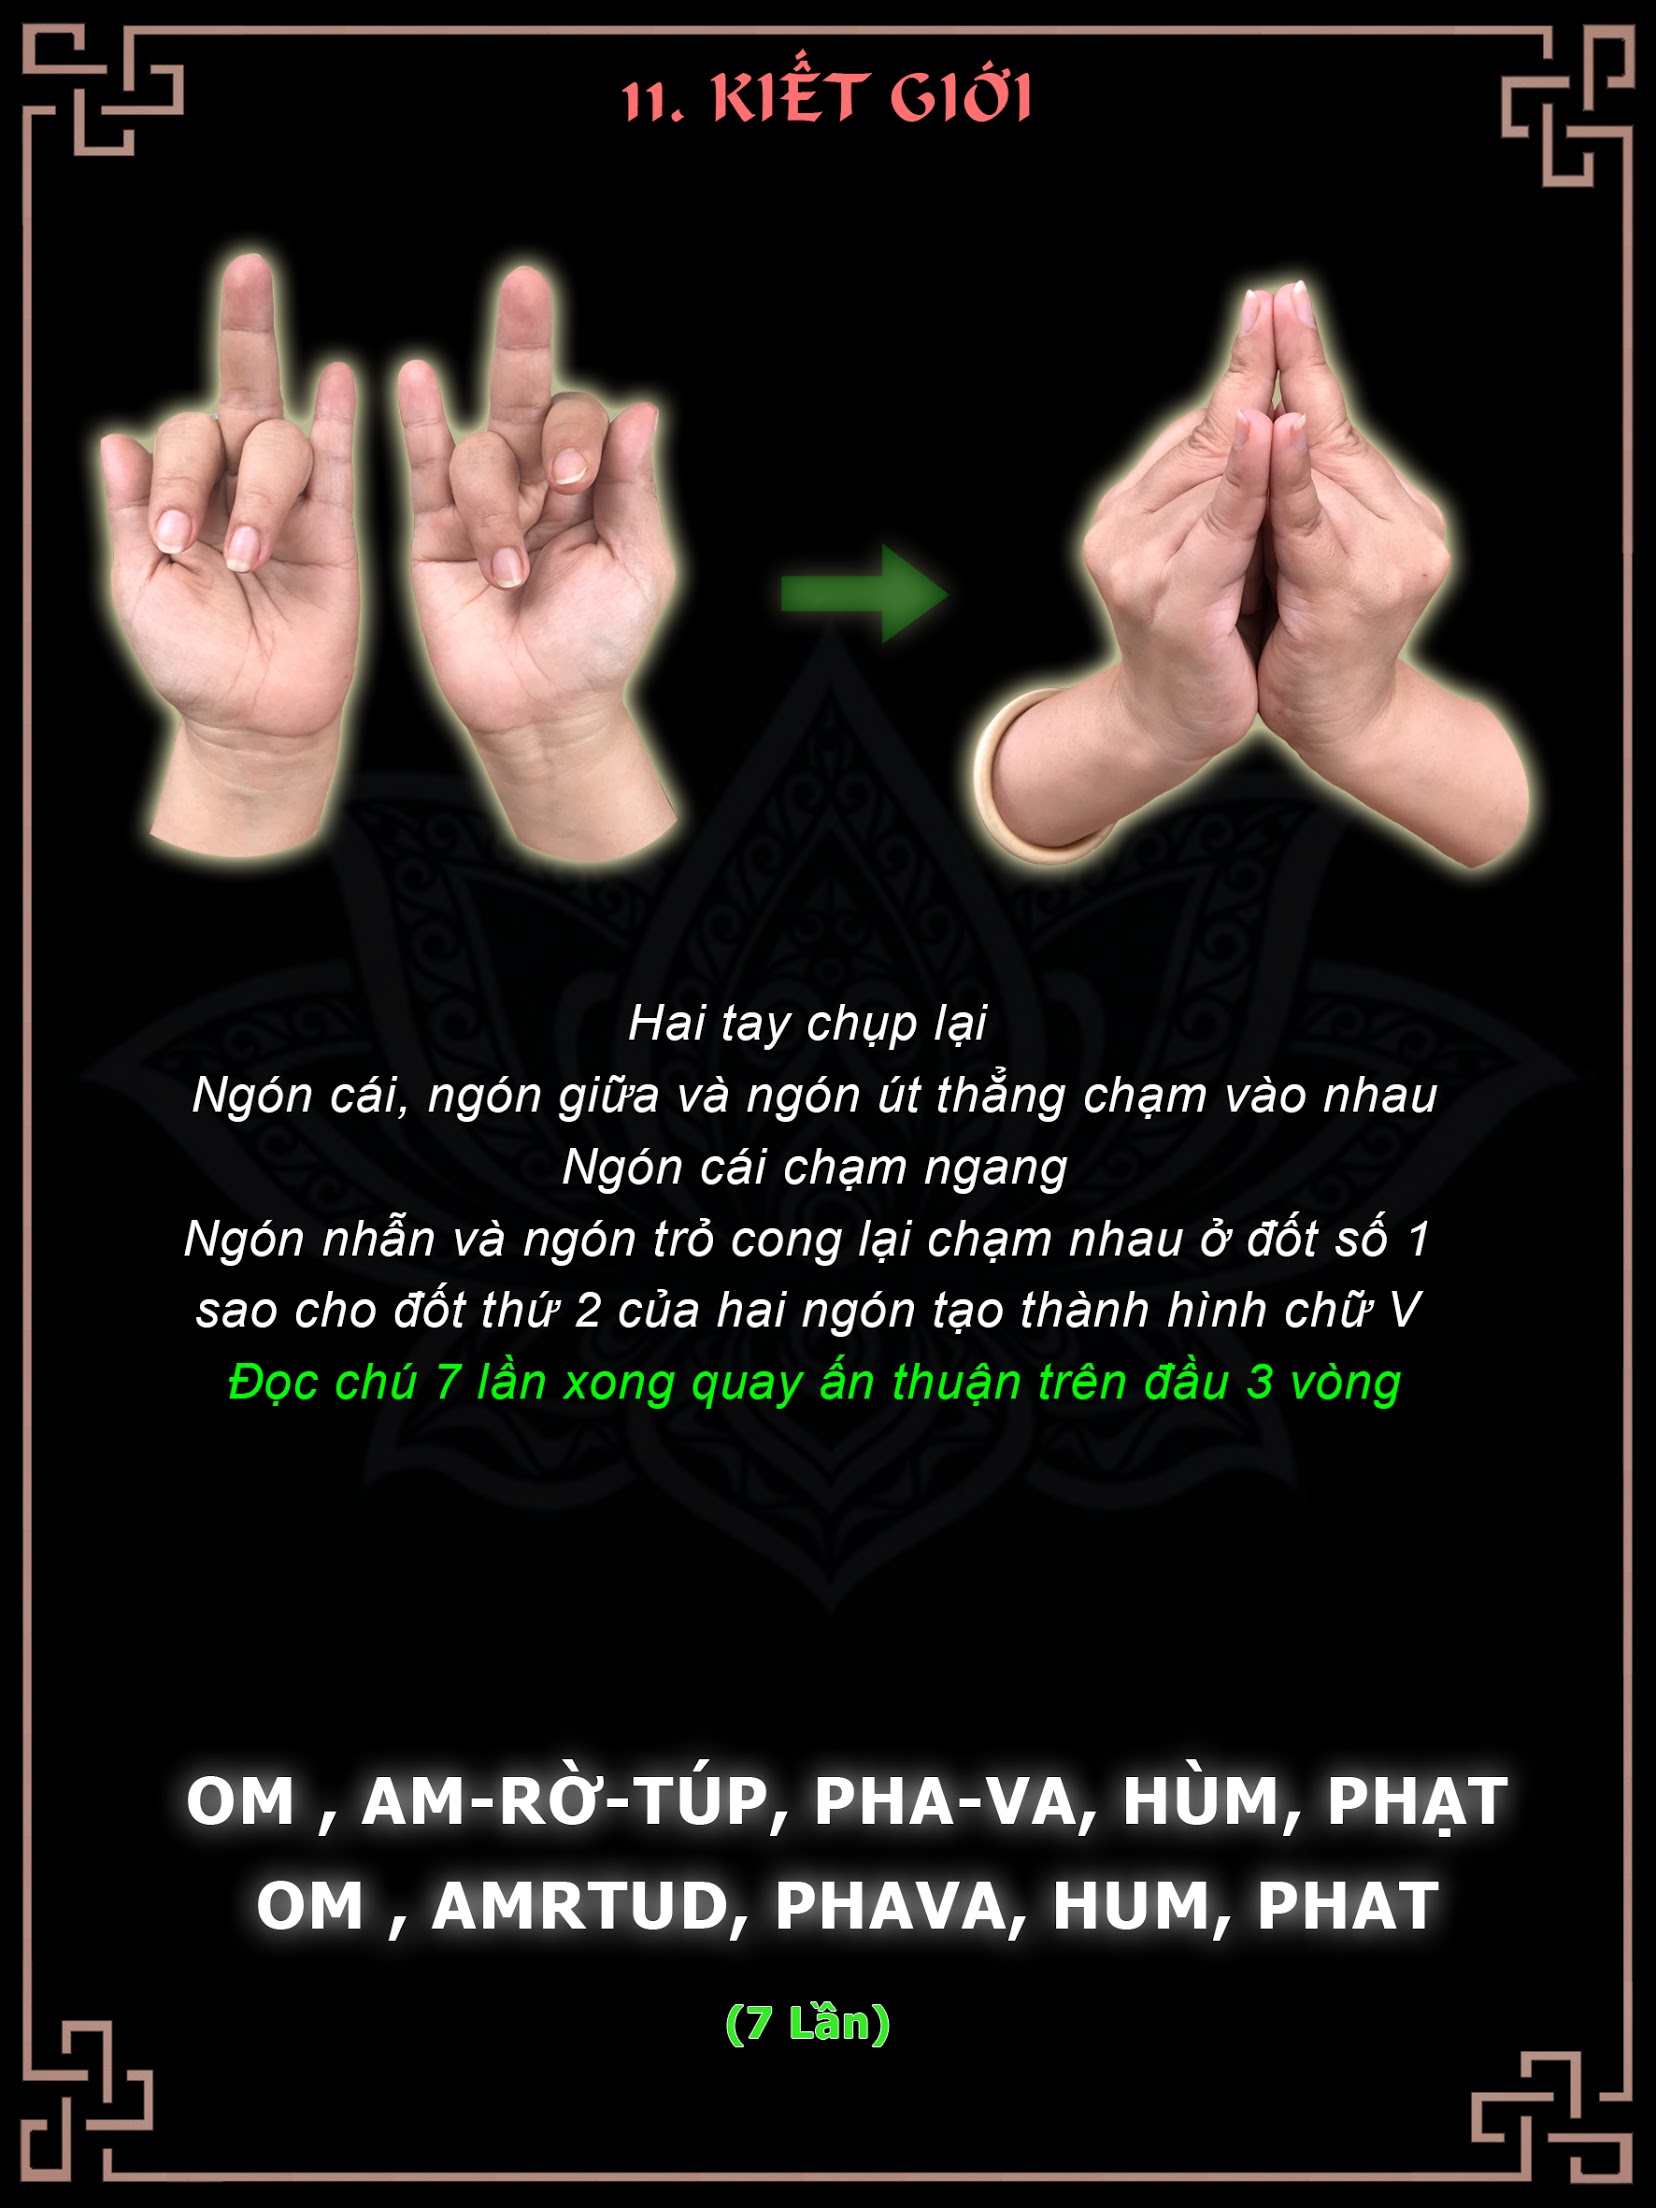 11. KIẾT GIỚI
Hai tay chụp lại
Ngón cái, ngón giữa và ngón út thẳng chạm vào nhau
Ngón cái chạm ngang
Ngón nhẫn và ngón trỏ cong lại chạm nhau ở đốt số 1
sao cho đốt thứ 2 của hai ngón tạo thành hình chữ V
Đọc chú 7 lần xong quay ấn thuận trên đầu 3 vòng
OM , AM-RỜ-TÚP, PHA-VA, HÙM, PHẠT
OM , AMRTUD, PHAVA, HUM, PHAT
(7 Lần)